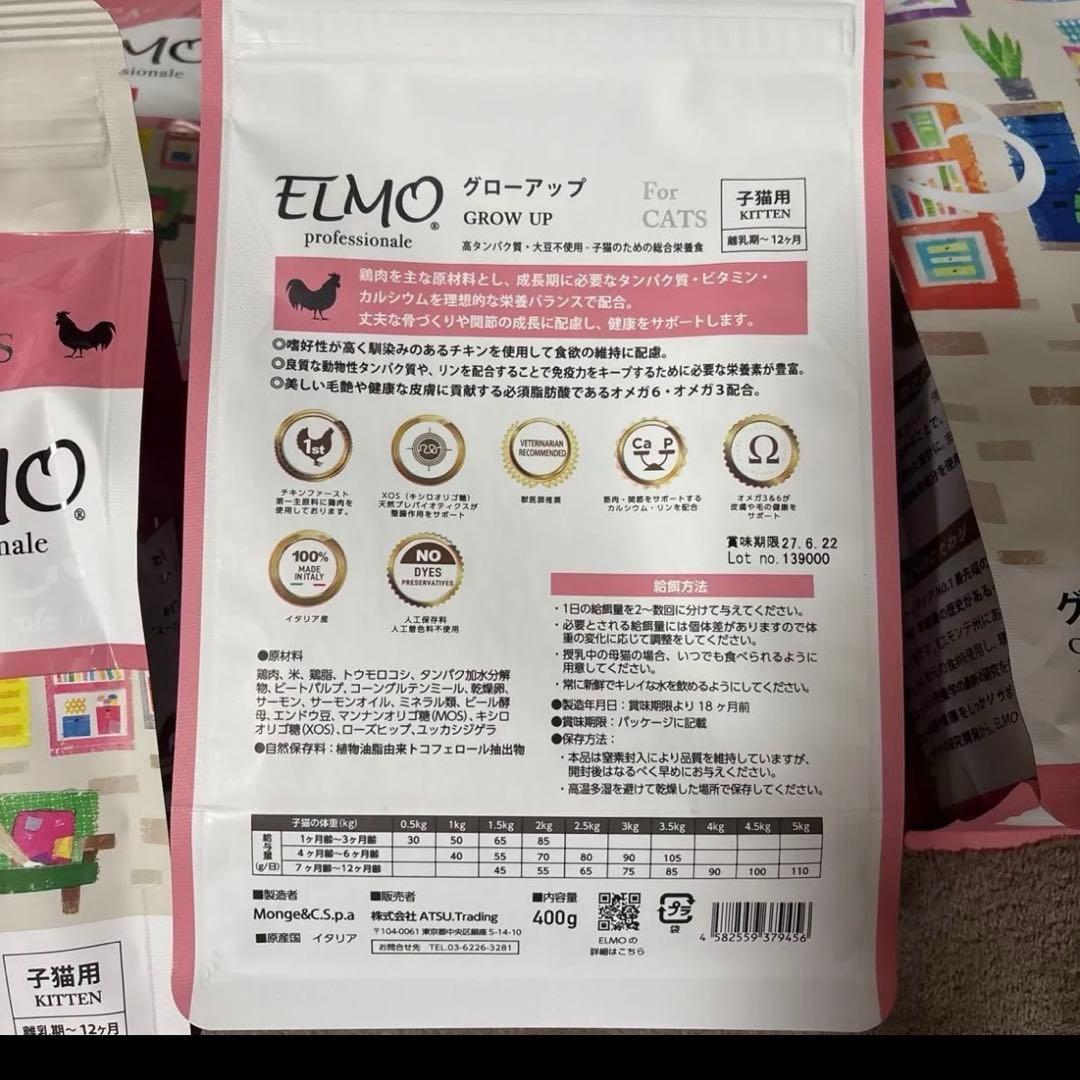 ELMO®
professionale
グローアップ
GROW UP
For
CATS
子猫用
KITTEN
離乳期～12ヶ月
高タンパク質・大豆不使用 - 子猫のための総合栄養食
鶏肉を主な原材料とし、成長期に必要なタンパク質・ビタミン・
カルシウムを理想的な栄養バランスで配合。
丈夫な骨づくりや関節の成長に配慮し、健康をサポートします。
◎嗜好性が高く馴染みのあるチキンを使用して食欲の維持に配慮。
◎良質な動物性タンパク質や、リンを配合することで免疫力をキープするために必要な栄養素が豊富。
◎美しい毛艶や健康な皮膚に貢献する必須脂肪酸であるオメガ6・オメガ3配合。
1st
チキンファースト
第一主原料に鶏肉を
使用しております。
XOS（キシロオリゴ糖）
天然プレバイオティクスが
整腸作用をサポート
VETERINARIAN
RECOMMENDED
獣医師推奨
Ca P
筋肉・関節をサポートする
カルシウム・リンを配合
Ω
オメガ3&6が
皮膚や毛の健康を
サポート
100%
MADE
IN ITALY
イタリア産
NO
DYES
PRESERVATIVES
人工保存料
人工着色料不使用
賞味期限27.6.22
Lot no.139000
●原材料
鶏肉、米、鶏脂、トウモロコシ、タンパク加水分解
物、ビートパルプ、コーングルテンミール、乾燥卵、
サーモン、サーモンオイル、ミネラル類、ビール酵
母、エンドウ豆、マンナンオリゴ糖(MOS)、キシロ
オリゴ糖(XOS)、ローズヒップ、ユッカシジゲラ
●自然保存料：植物油脂由来トコフェロール抽出物
給餌方法
・1日の給餌量を2～数回に分けて与えてください。
・必要とされる給餌量には個体差がありますので体
重の変化に応じて調整をしてください。
・授乳中の母猫の場合、いつでも食べられるように
用意してください。
・常に新鮮でキレイな水を飲めるようにしてください。
●製造年月日：賞味期限より18ヶ月前
●賞味期限：パッケージに記載
●保存方法：
・本品は窒素封入により品質を維持していますが、
開封後はなるべく早めにお与えください。
・高温多湿を避けて乾燥した場所で保存してください。
子猫の体重(kg) 0.5kg 1kg 1.5kg 2kg 2.5kg 3kg 3.5kg 4kg 4.5kg 5kg
給与量(g/日)
1ヶ月齢～3ヶ月齢 30 50 65 85
4ヶ月齢～6ヶ月齢 40 55 70 80 90 105
7ヶ月齢～12ヶ月齢 45 55 65 75 85 90 100 110
■製造者
Monge&C.S.p.a
■原産国 イタリア
■販売者
株式会社 ATSU.Trading
〒104-0061 東京都中央区銀座 5-14-10
お問合せ先 TEL.03-6226-3281
■内容量
400g
ELMOの
詳細はこちら
プラ
袋
4 582559 379456
子猫用
KITTEN
離乳期～12ヶ月